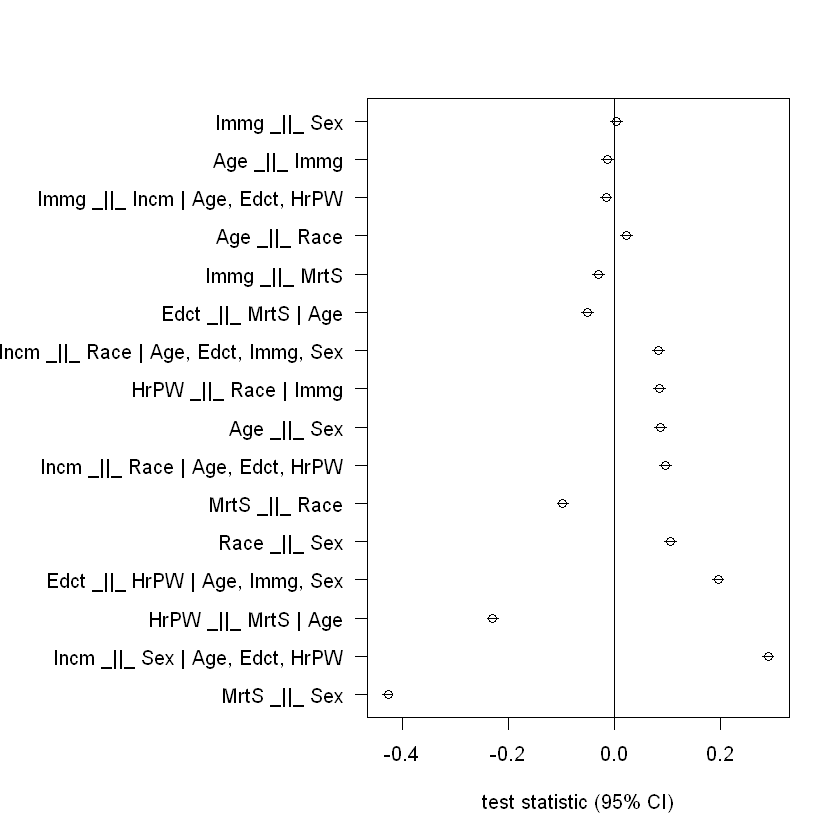 Immg _||_ Sex
Age _||_ Immg
Immg _||_ Incm | Age, Edct, HrPW
Age _||_ Race
Immg _||_ MrtS
Edct _||_ MrtS | Age
Incm _||_ Race | Age, Edct, Immg, Sex
HrPW _||_ Race | Immg
Age _||_ Sex
Incm _||_ Race | Age, Edct, HrPW
MrtS _||_ Race
Race _||_ Sex
Edct _||_ HrPW | Age, Immg, Sex
HrPW _||_ MrtS | Age
Incm _||_ Sex | Age, Edct, HrPW
MrtS _||_ Sex
-0.4 -0.2 0.0 0.2
test statistic (95% CI)